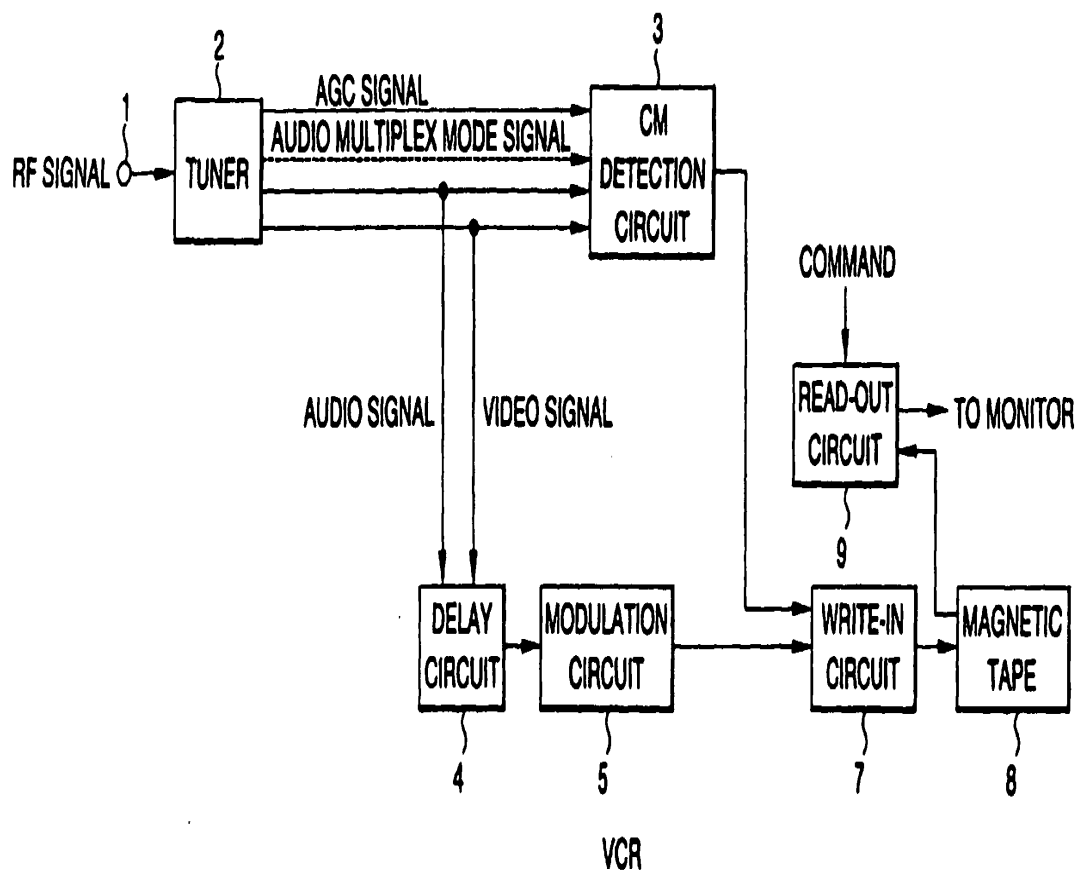 2
3
1
AGC SIGNAL
CM
DETECTION
CIRCUIT
AUDIO MULTIPLEX MODE SIGNAL
RF SIGNAL
TUNER
COMMAND
READ-OUT
CIRCUIT
TO MONITOR
AUDIO SIGNAL
VIDEO SIGNAL
9
DELAY
CIRCUIT
MODULATION
CIRCUIT
WRITE-IN
CIRCUIT
MAGNETIC
TAPE
4
5
7
8
VCR